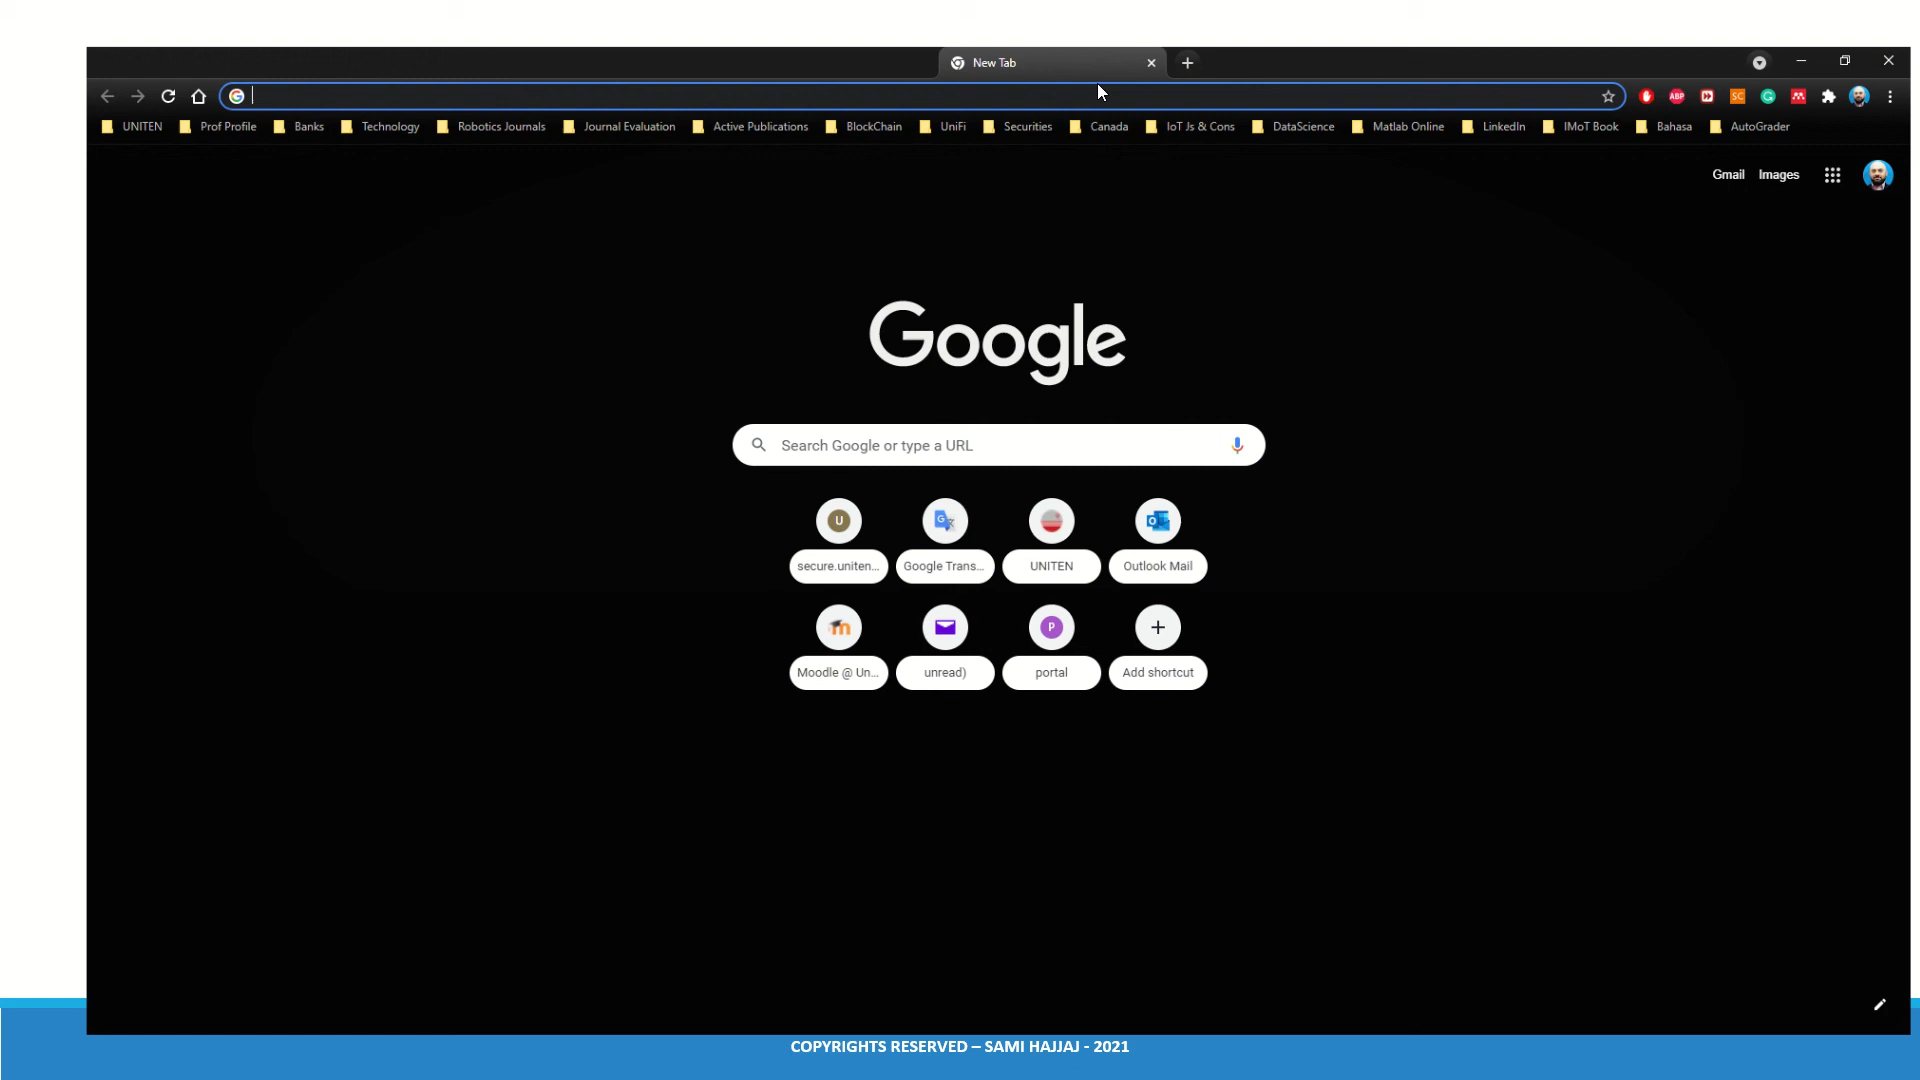 New Tab
UNITEN Prof Profile Banks Technology Robotics Journals Journal Evaluation Active Publications BlockChain UniFi Securities Canada IoT Js & Cons DataScience Matlab Online LinkedIn IMoT Book Bahasa AutoGrader
Gmail Images
Google
Search Google or type a URL
secure.uniten... Google Trans... UNITEN Outlook Mail
Moodle @ Un... unread) portal Add shortcut
COPYRIGHTS RESERVED – SAMI HAJJAJ - 2021